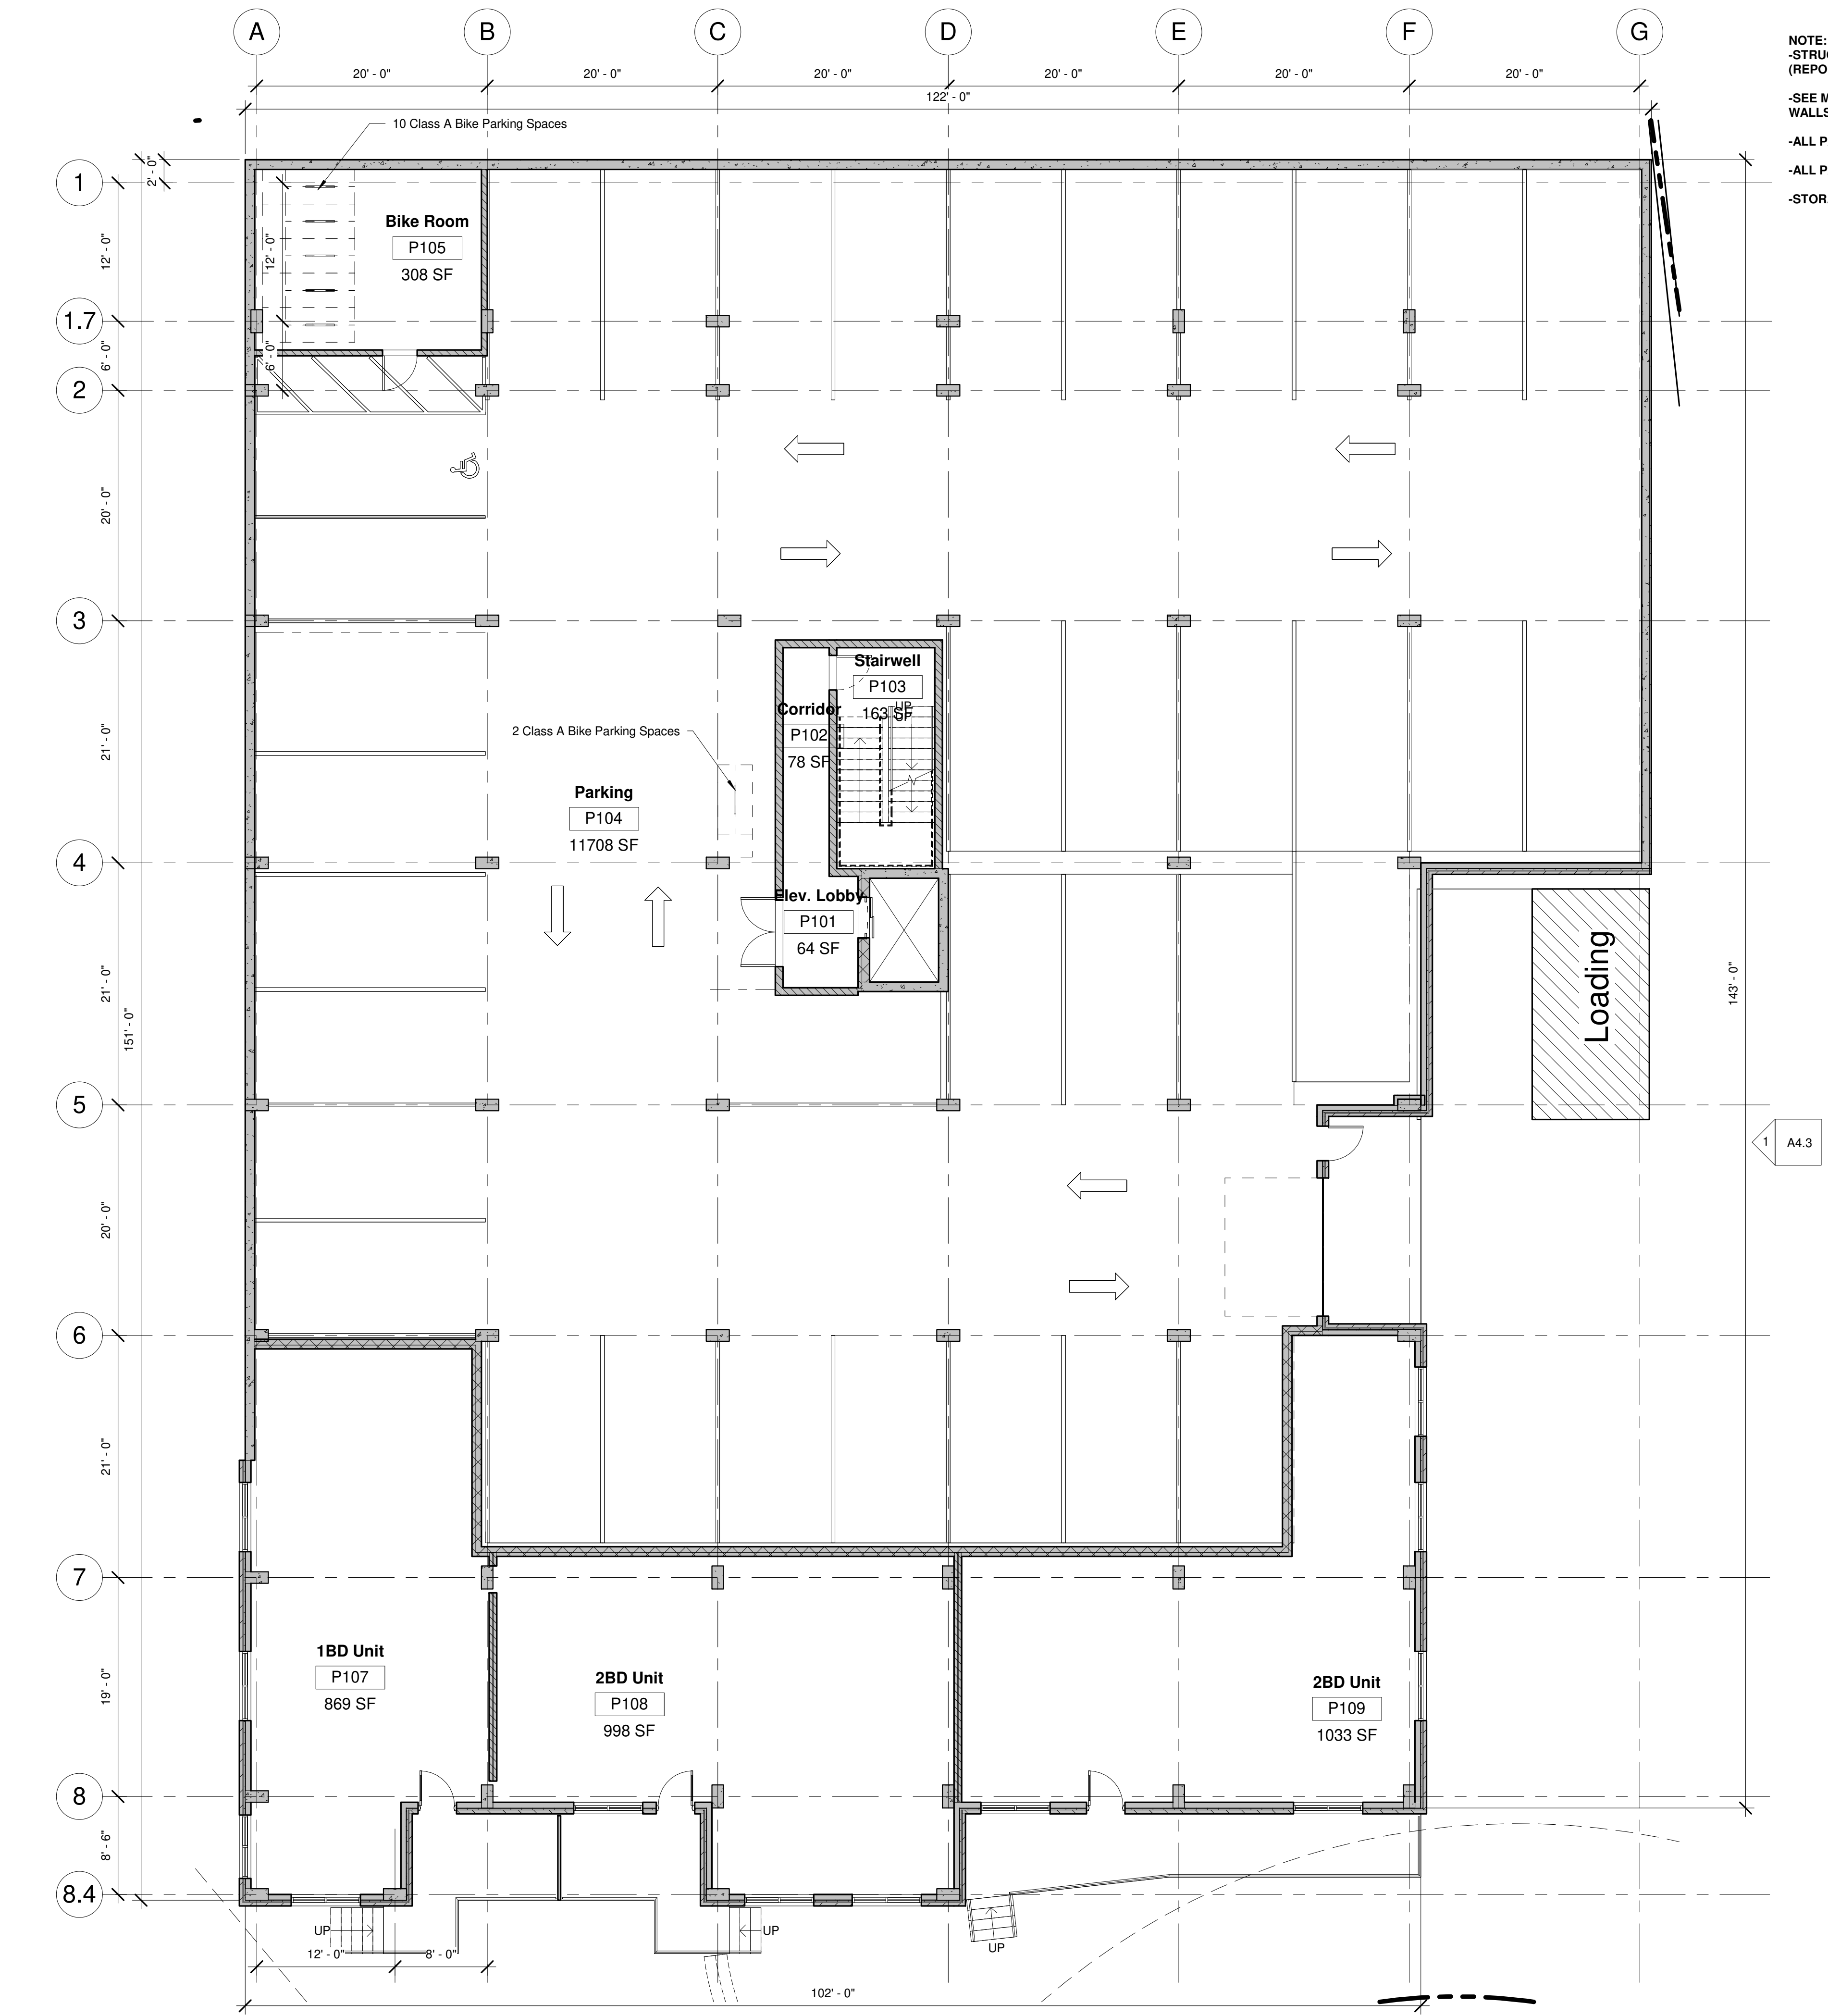 A B C D E F G
20' - 0" 20' - 0" 20' - 0" 20' - 0" 20' - 0" 20' - 0"
122' - 0"
NOTE:
-STRU
(REPO
-SEE M
WALLS
-ALL P
-ALL P
-STOR
10 Class A Bike Parking Spaces
2' - 0"
1
12' - 0"
12' - 0"
Bike Room
P105
308 SF
1.7
6' - 0"
6' - 0"
2
20' - 0"
3
Stairwell
P103
163 SF
UP
UP
Corridor
P102
78 SF
21' - 0"
2 Class A Bike Parking Spaces
Parking
P104
11708 SF
4
Elev. Lobby
P101
64 SF
Loading
21' - 0"
151' - 0"
143' - 0"
5
1 A4.3
20' - 0"
6
21' - 0"
7
1BD Unit
P107
869 SF
2BD Unit
P108
998 SF
2BD Unit
P109
1033 SF
19' - 0"
8
8' - 6"
8.4
UP
UP
UP
12' - 0" 8' - 0"
102' - 0"